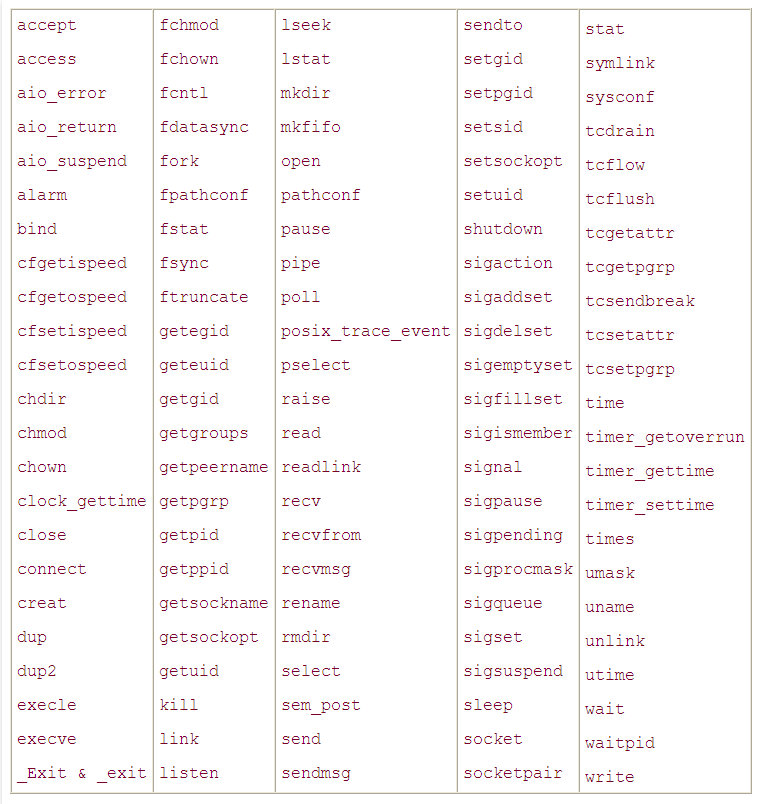 accept
access
aio_error
aio_return
aio_suspend
alarm
bind
cfgetispeed
cfgetospeed
cfsetispeed
cfsetospeed
chdir
chmod
chown
clock_gettime
close
connect
creat
dup
dup2
execle
execve
_Exit & _exit
fchmod
fchown
fcntl
fdatasync
fork
fpathconf
fstat
fsync
ftruncate
getegid
geteuid
getgid
getgroups
getpeername
getpgrp
getpid
getppid
getsockname
getsockopt
getuid
kill
link
listen
lseek
lstat
mkdir
mkfifo
open
pathconf
pause
pipe
poll
posix_trace_event
pselect
raise
read
readlink
recv
recvfrom
recvmsg
rename
rmdir
select
sem_post
send
sendmsg
sendto
setgid
setpgid
setsid
setsockopt
setuid
shutdown
sigaction
sigaddset
sigdelset
sigemptyset
sigfillset
sigismember
signal
sigpause
sigpending
sigprocmask
sigqueue
sigset
sigsuspend
sleep
socket
socketpair
stat
symlink
sysconf
tcdrain
tcflow
tcflush
tcgetattr
tcgetpgrp
tcsendbreak
tcsetattr
tcsetpgrp
time
timer_getoverrun
timer_gettime
timer_settime
times
umask
uname
unlink
utime
wait
waitpid
write